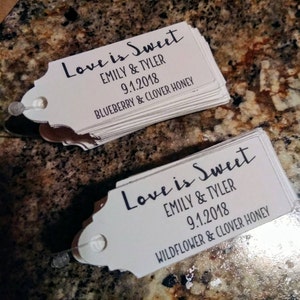 Love is Sweet
EMILY & TYLER
9.1.2018
BLUEBERRY & CLOVER HONEY
Love is Sweet
EMILY & TYLER
9.1.2018
WILDFLOWER & CLOVER HONEY